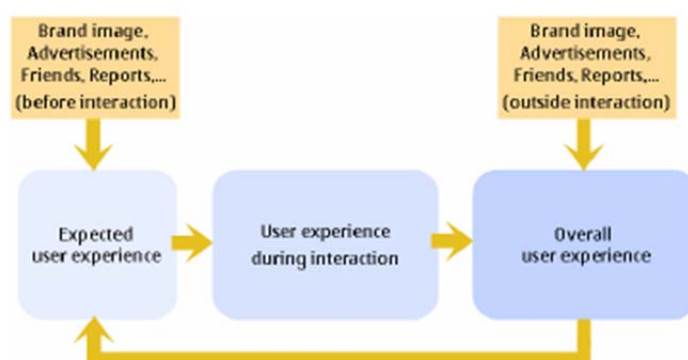 Brand image,
Advertisements,
Friends, Reports,...
(before interaction)
Brand image,
Advertisements,
Friends, Reports,...
(outside interaction)
Expected
user experience
User experience
during interaction
Overall
user experience